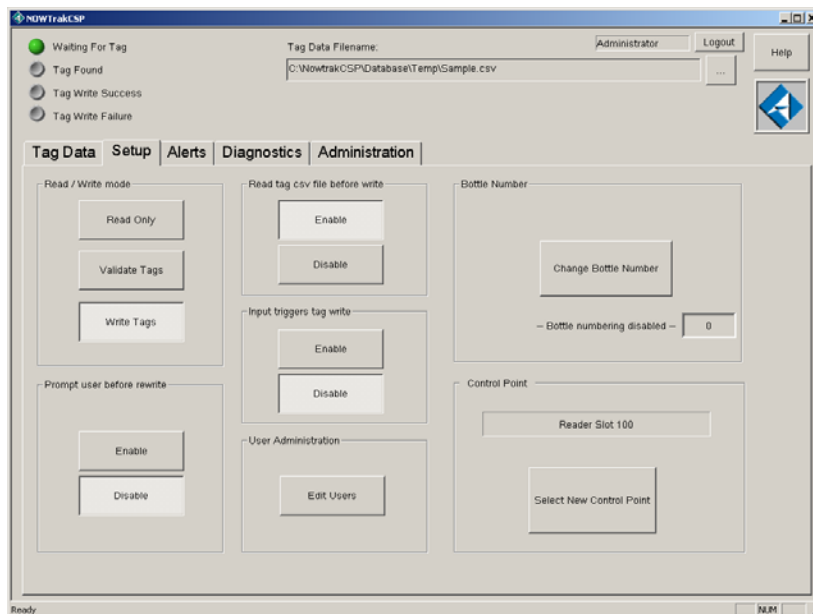 NOWTrakCSP
Waiting For Tag
Tag Found
Tag Write Success
Tag Write Failure
Tag Data Filename:
C:\NowtrakCSP\Database\Temp\Sample.csv
...
Administrator
Logout
Help
Tag Data
Setup
Alerts
Diagnostics
Administration
Read / Write mode
Read Only
Validate Tags
Write Tags
Prompt user before rewrite
Enable
Disable
Read tag csv file before write
Enable
Disable
Input triggers tag write
Enable
Disable
User Administration
Edit Users
Bottle Number
Change Bottle Number
-- Bottle numbering disabled --
0
Control Point
Reader Slot 100
Select New Control Point
Ready
NUM